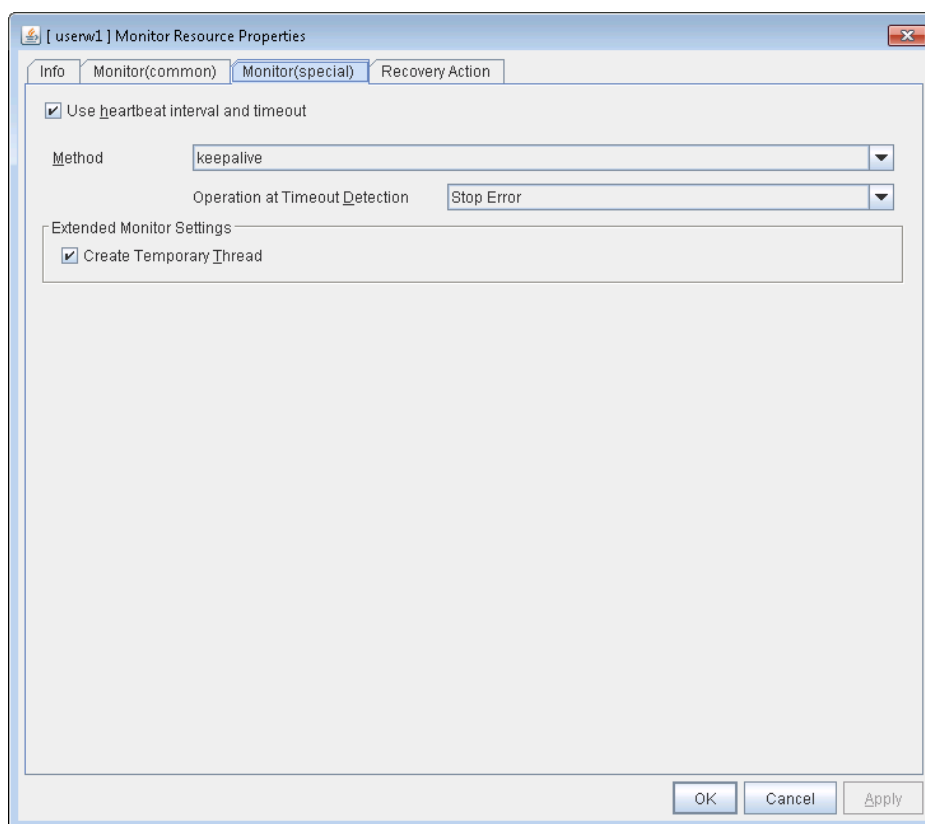 [ userw1 ] Monitor Resource Properties
Info Monitor(common) Monitor(special) Recovery Action
Use heartbeat interval and timeout
Method keepalive
Operation at Timeout Detection Stop Error
Extended Monitor Settings
Create Temporary Thread
OK Cancel Apply